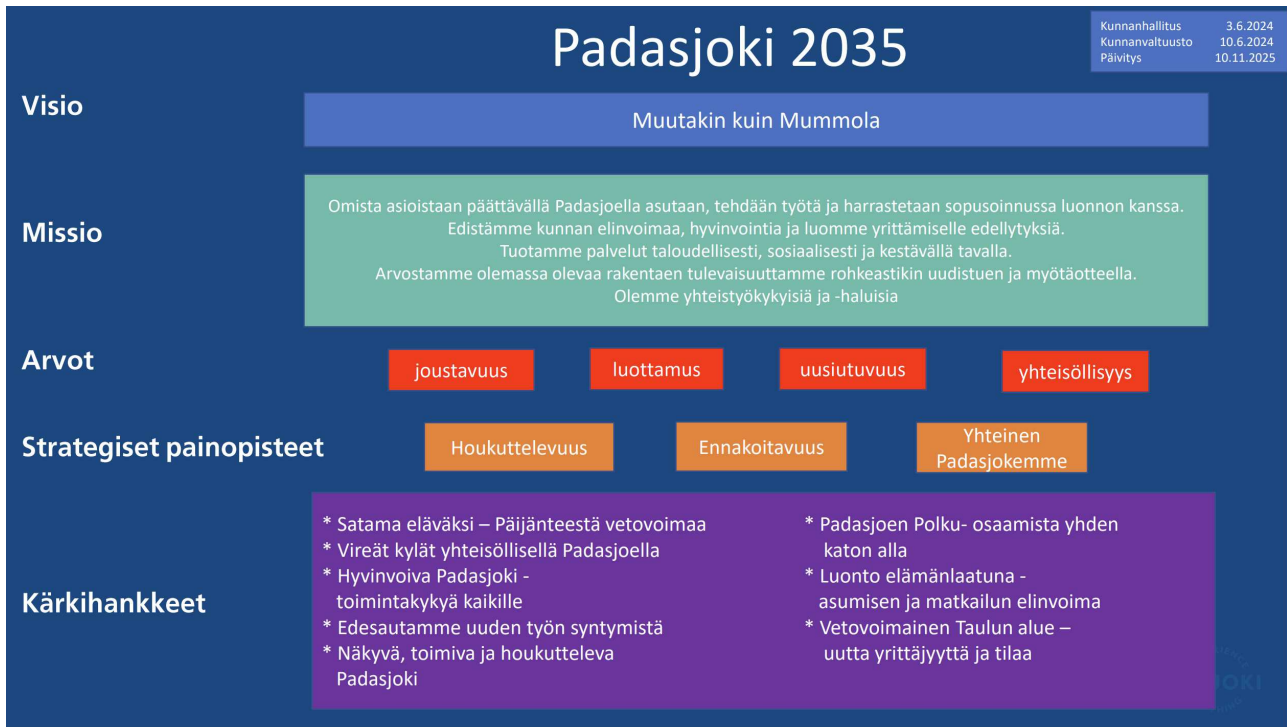 Padasjoki 2035
Kunnanhallitus 3.6.2024
Kunnanvaltuusto 10.6.2024
Päivitys 10.11.2025
Visio
Muutakin kuin Mummola
Missio
Omista asioistaan päättävällä Padasjoella asutaan, tehdään työtä ja harrastetaan sopusoinnussa luonnon kanssa.
Edistämme kunnan elinvoimaa, hyvinvointia ja luomme yrittämiselle edellytyksiä.
Tuotamme palvelut taloudellisesti, sosiaalisesti ja kestävällä tavalla.
Arvostamme olemassa olevaa rakentaen tulevaisuuttamme rohkeastikin uudistuen ja myötäotteella.
Olemme yhteistyökykyisiä ja -haluisia
Arvot
joustavuus
luottamus
uusiutuvuus
yhteisöllisyys
Strategiset painopisteet
Houkuttelevuus
Ennakoitavuus
Yhteinen
Padasjokemme
Kärkihankkeet
* Satama eläväksi – Päijänteestä vetovoimaa
* Vireät kylät yhteisöllisellä Padasjoella
* Hyvinvoiva Padasjoki -
toimintakykyä kaikille
* Edesautamme uuden työn syntymistä
* Näkyvä, toimiva ja houkutteleva
Padasjoki
* Padasjoen Polku- osaamista yhden
katon alla
* Luonto elämänlaatuna -
asumisen ja matkailun elinvoima
* Vetovoimainen Taulun alue –
uutta yrittäjyyttä ja tilaa